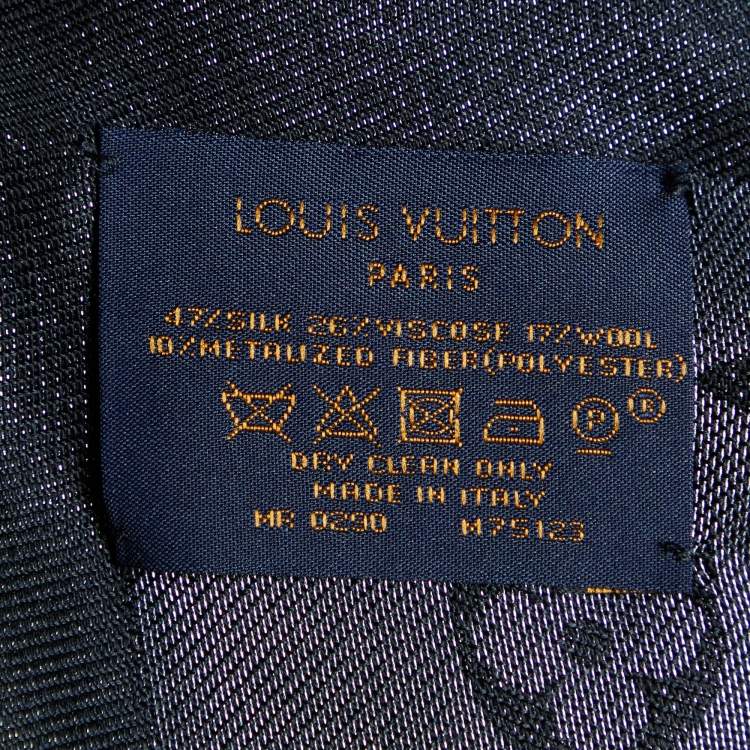 LOUIS VUITTON
PARIS
47%SILK 26%VISCOSE 17%WOOL
10%METALIZED FIBER(POLYESTER)
P ®
DRY CLEAN ONLY
MADE IN ITALY
MR 0290 M75123